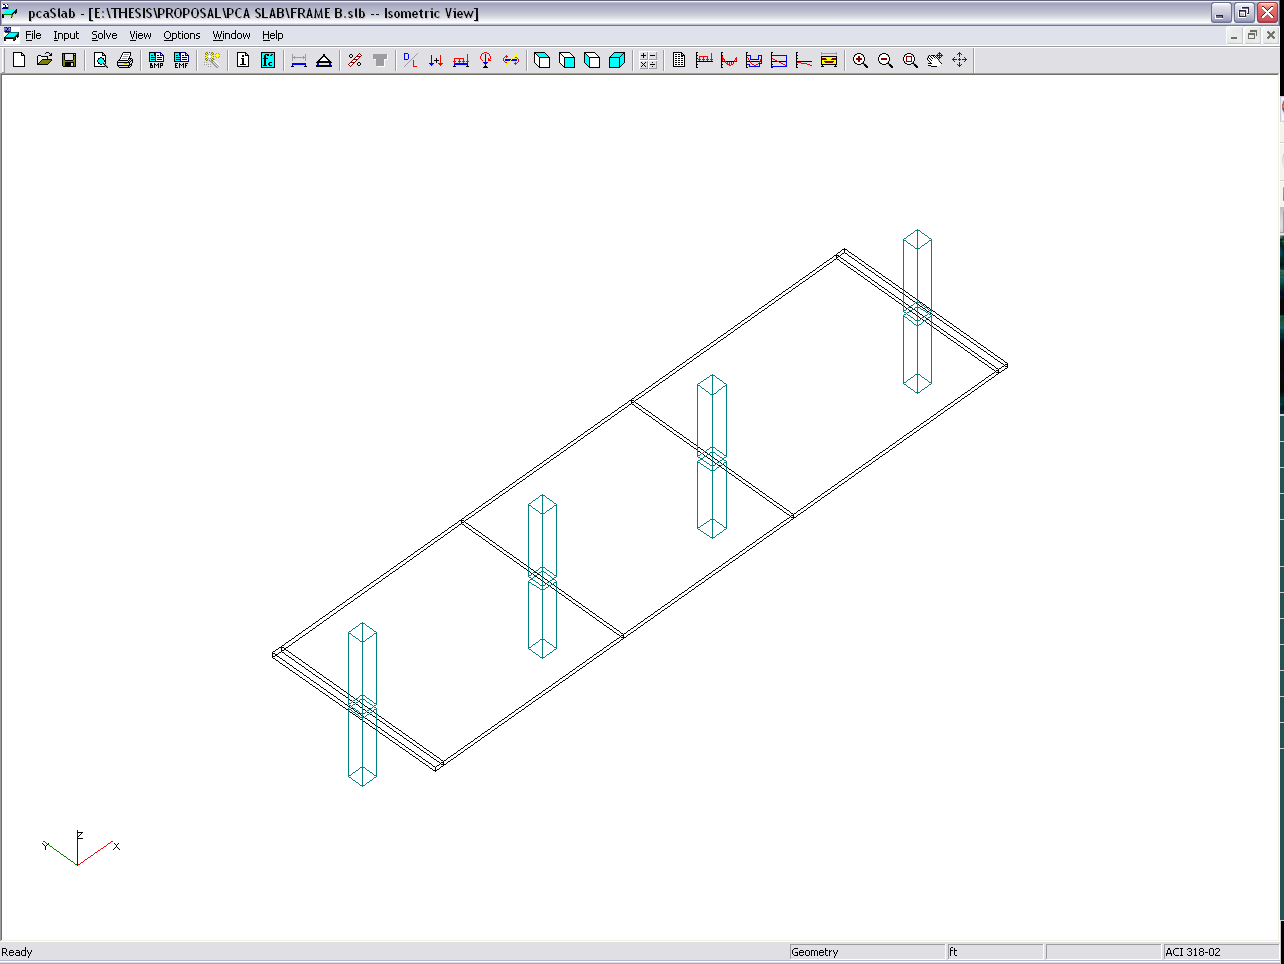 pcaSlab - [E:\THESIS\PROPOSAL\PCA SLAB\FRAME B.slb -- Isometric View]
File Input Solve View Options Window Help
BMP EMF i fc D/L
Z
Y X
Ready Geometry ft ACI 318-02